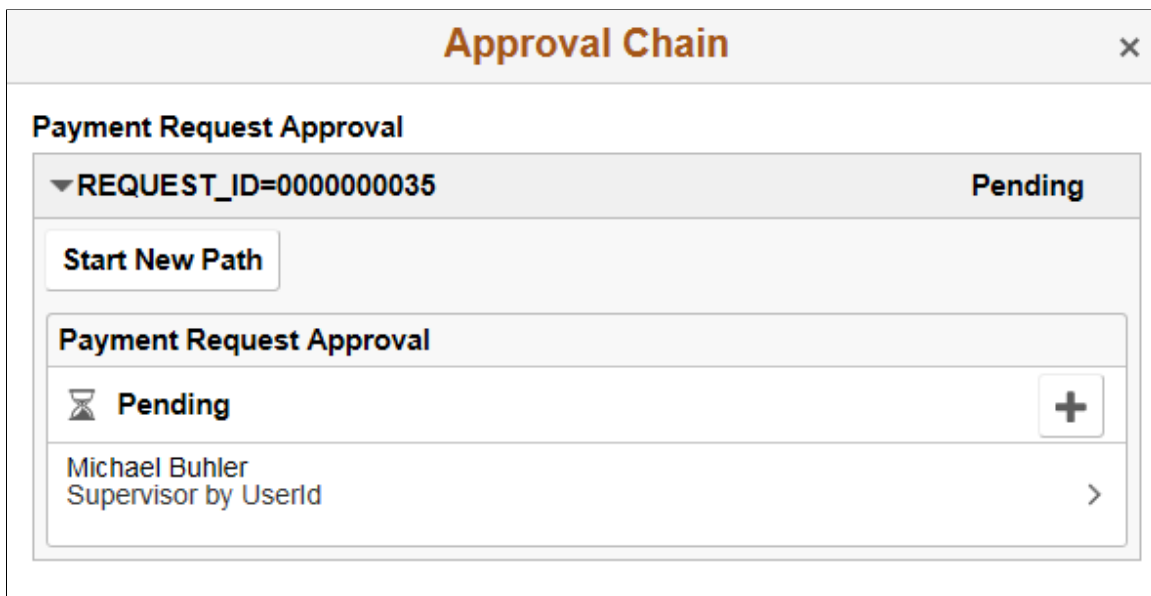 Approval Chain
Payment Request Approval
REQUEST_ID=0000000035 Pending
Start New Path
Payment Request Approval
Pending
Michael Buhler
Supervisor by UserId